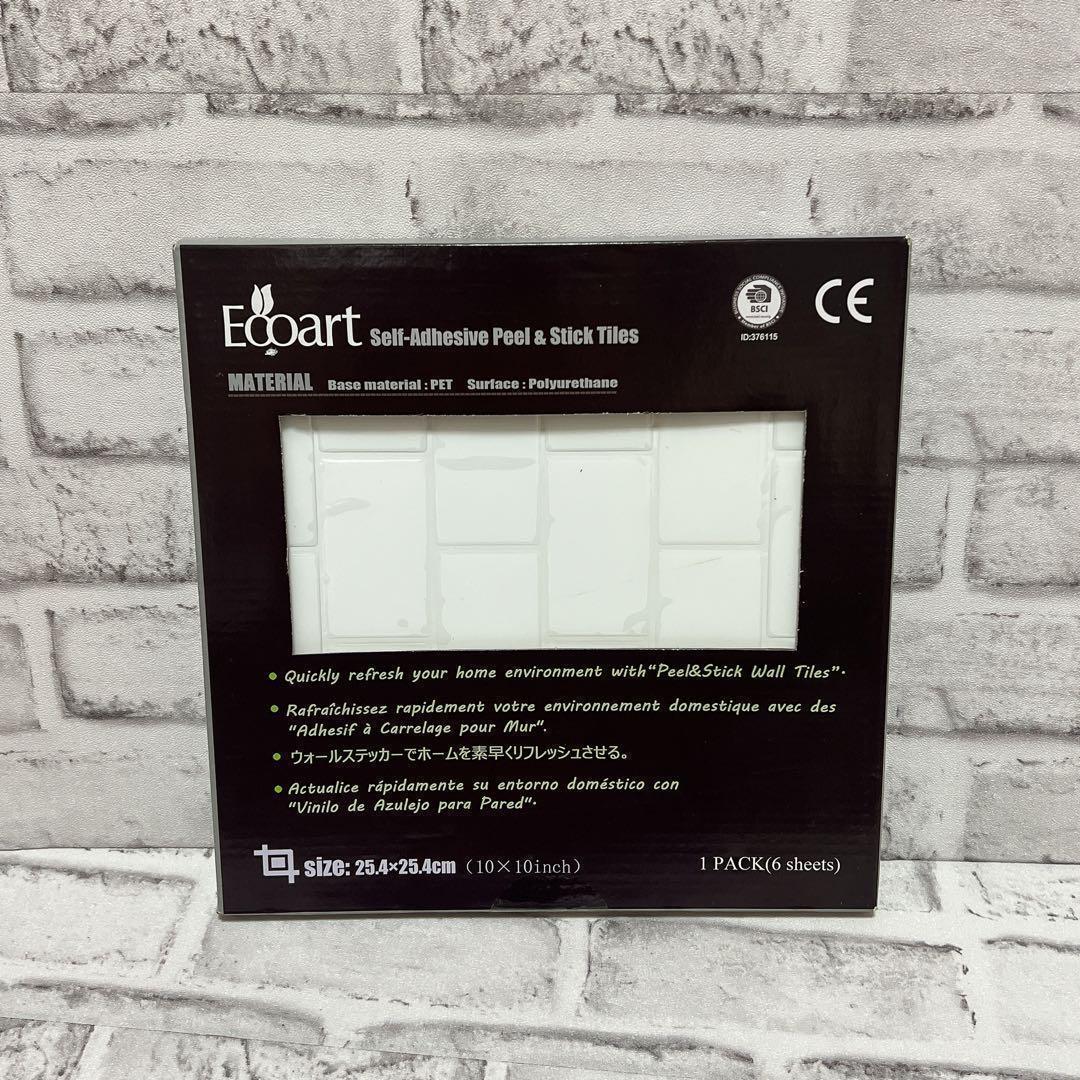 Ecoart Self-Adhesive Peel & Stick Tiles
BSCI
ID:376115
CE
MATERIAL Base material : PET Surface : Polyurethane
Quickly refresh your home environment with“Peel&Stick Wall Tiles”.
Rafraîchissez rapidement votre environnement domestique avec des
“Adhesif à Carrelage pour Mur“.
ウォールステッカーでホームを素早くリフレッシュさせる。
Actualice rápidamente su entorno doméstico con
“Vinilo de Azulejo para Pared“.
size: 25.4×25.4cm（10×10inch）
1 PACK(6 sheets)